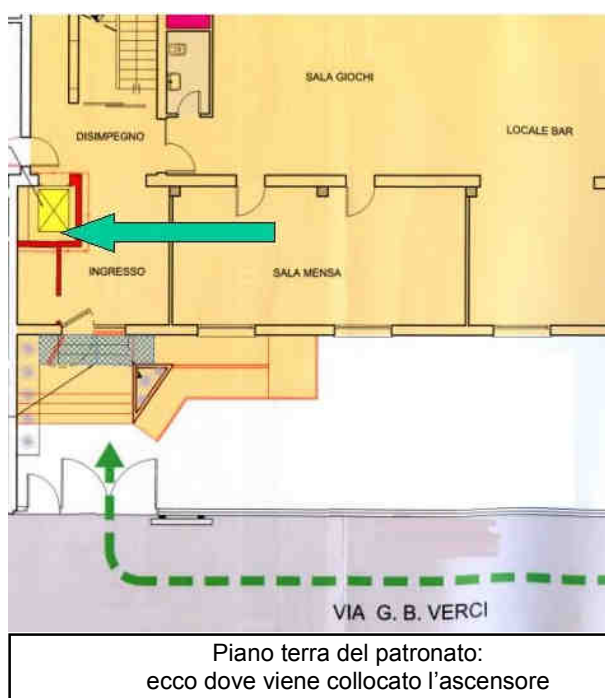 SALA GIOCHI
LOCALE BAR
DISIMPEGNO
INGRESSO
SALA MENSA
VIA G. B. VERCI
Piano terra del patronato:
ecco dove viene collocato l’ascensore